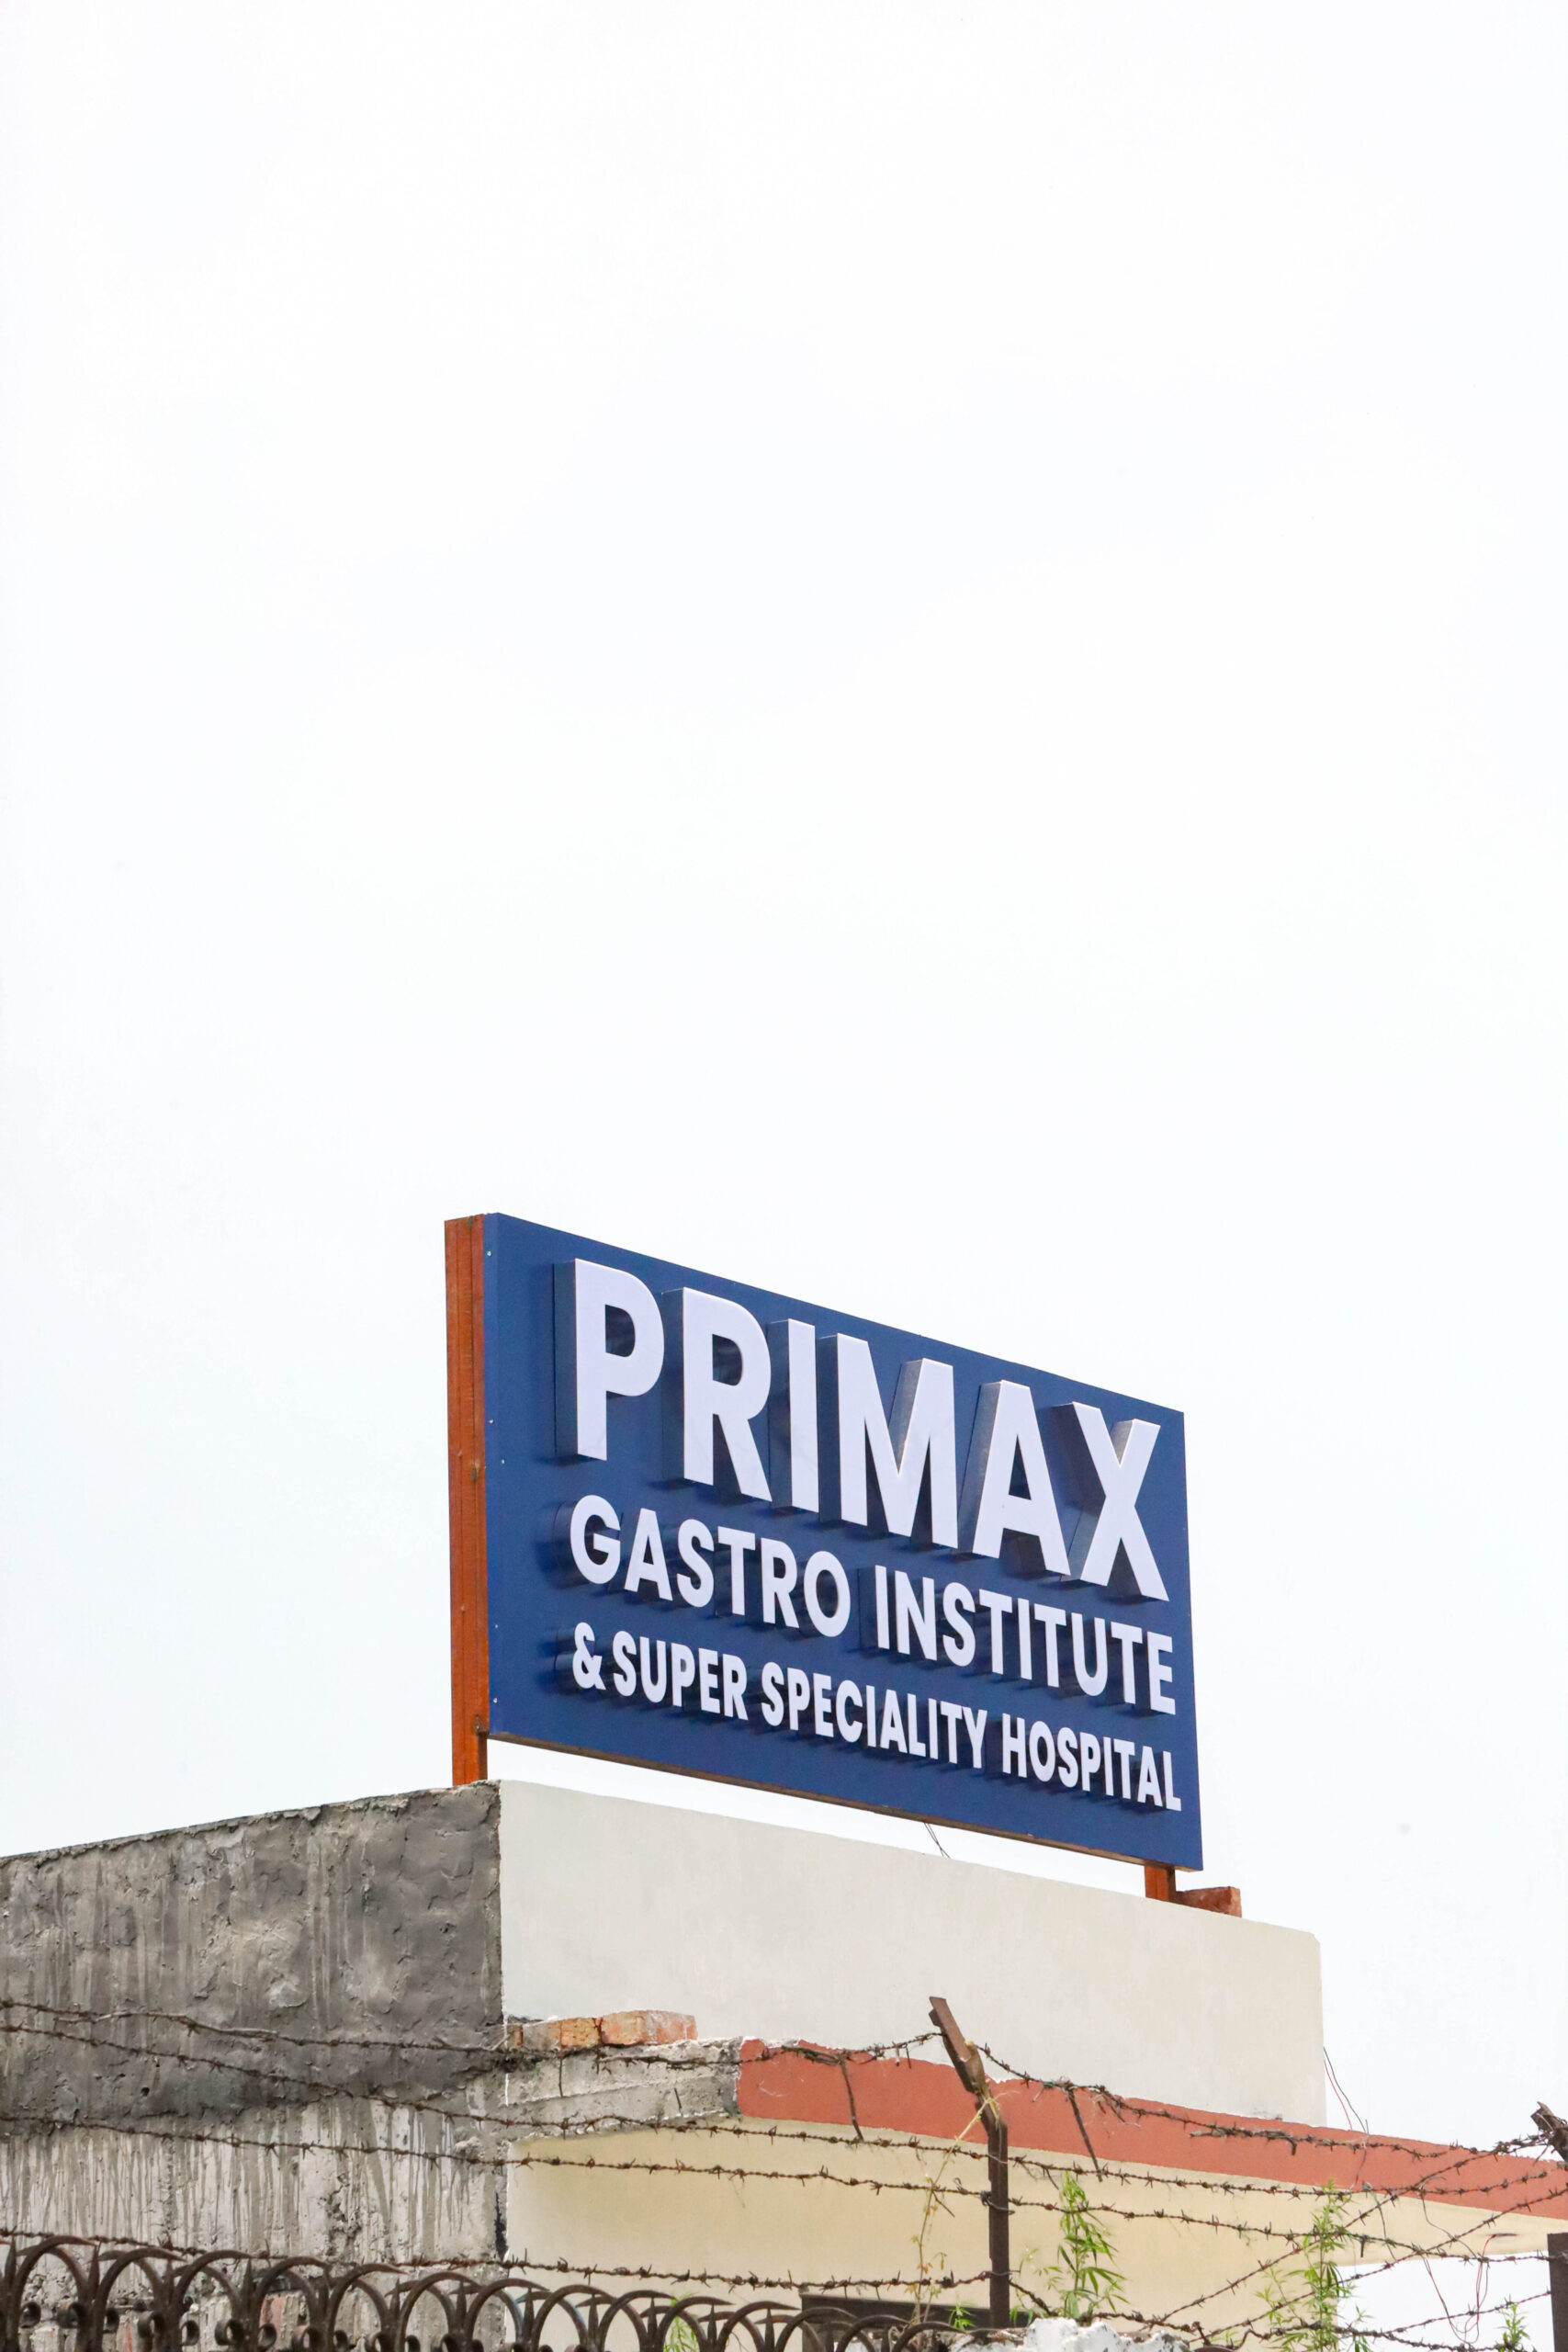 PRIMAX
GASTRO INSTITUTE
& SUPER SPECIALITY HOSPITAL